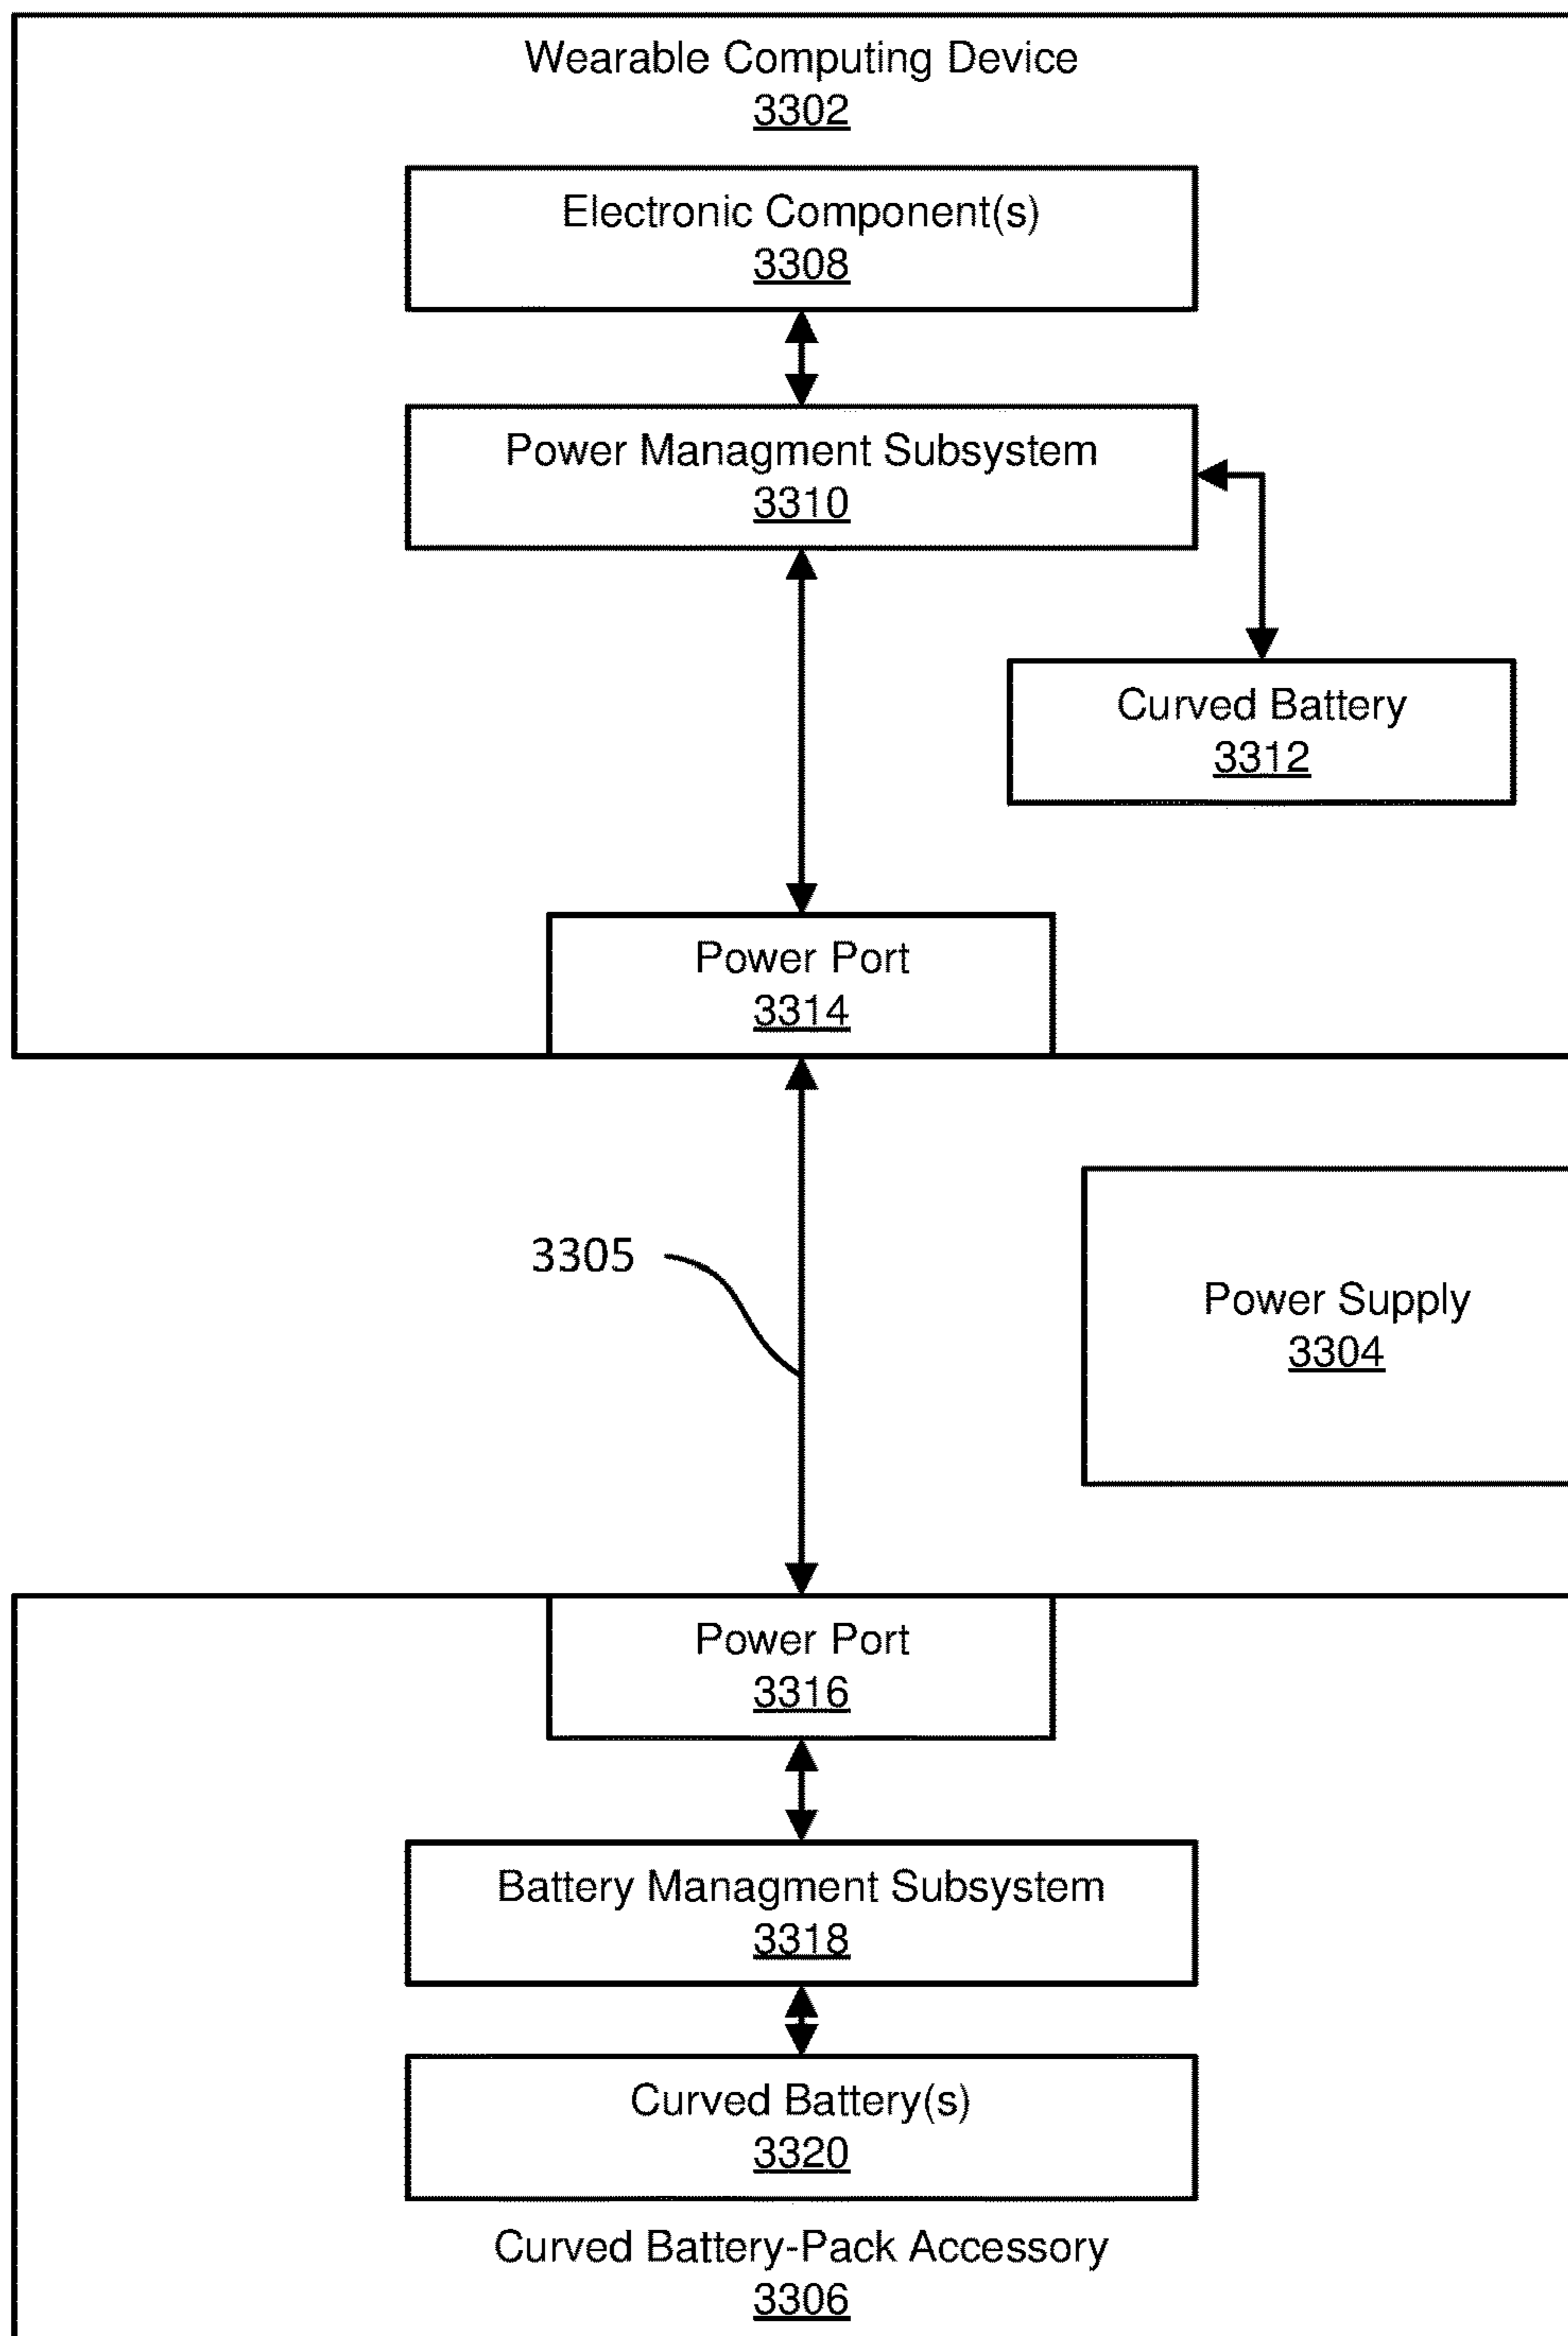 Wearable Computing Device
3302
Electronic Component(s)
3308
Power Managment Subsystem
3310
Curved Battery
3312
Power Port
3314
3305
Power Supply
3304
Power Port
3316
Battery Managment Subsystem
3318
Curved Battery(s)
3320
Curved Battery-Pack Accessory
3306